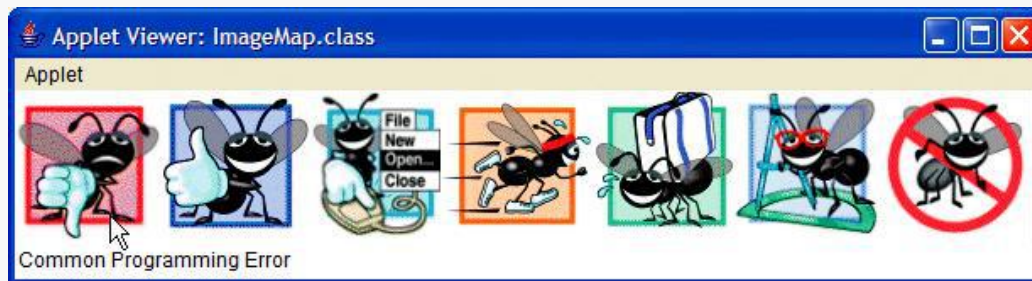 Applet Viewer: ImageMap.class
Applet
File
New
Open...
Close
Common Programming Error